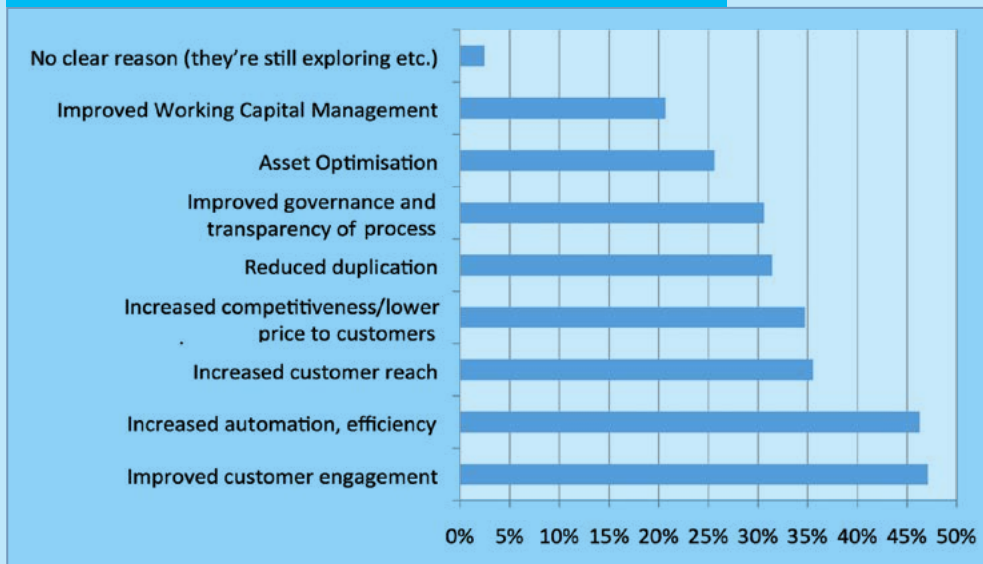 No clear reason (they're still exploring etc.)
Improved Working Capital Management
Asset Optimisation
Improved governance and
transparency of process
Reduced duplication
Increased competitiveness/lower
price to customers
Increased customer reach
Increased automation, efficiency
Improved customer engagement
0% 5% 10% 15% 20% 25% 30% 35% 40% 45% 50%